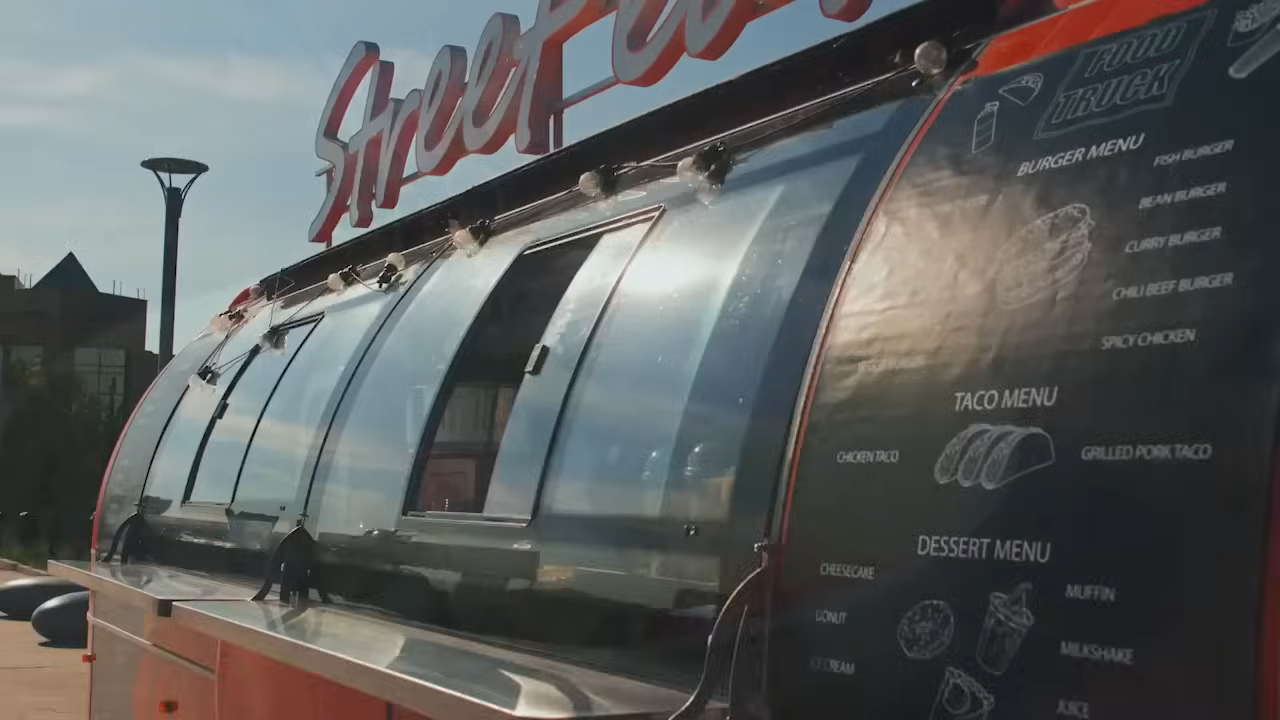 Street
FOOD
TRUCK
BURGER MENU
FISH BURGER
BEAN BURGER
CURRY BURGER
CHILI BEEF BURGER
SPICY CHICKEN
TACO MENU
CHICKEN TACO
GRILLED PORK TACO
DESSERT MENU
CHEESECAKE
MUFFIN
DONUT
MILKSHAKE
ICE CREAM
JUICE